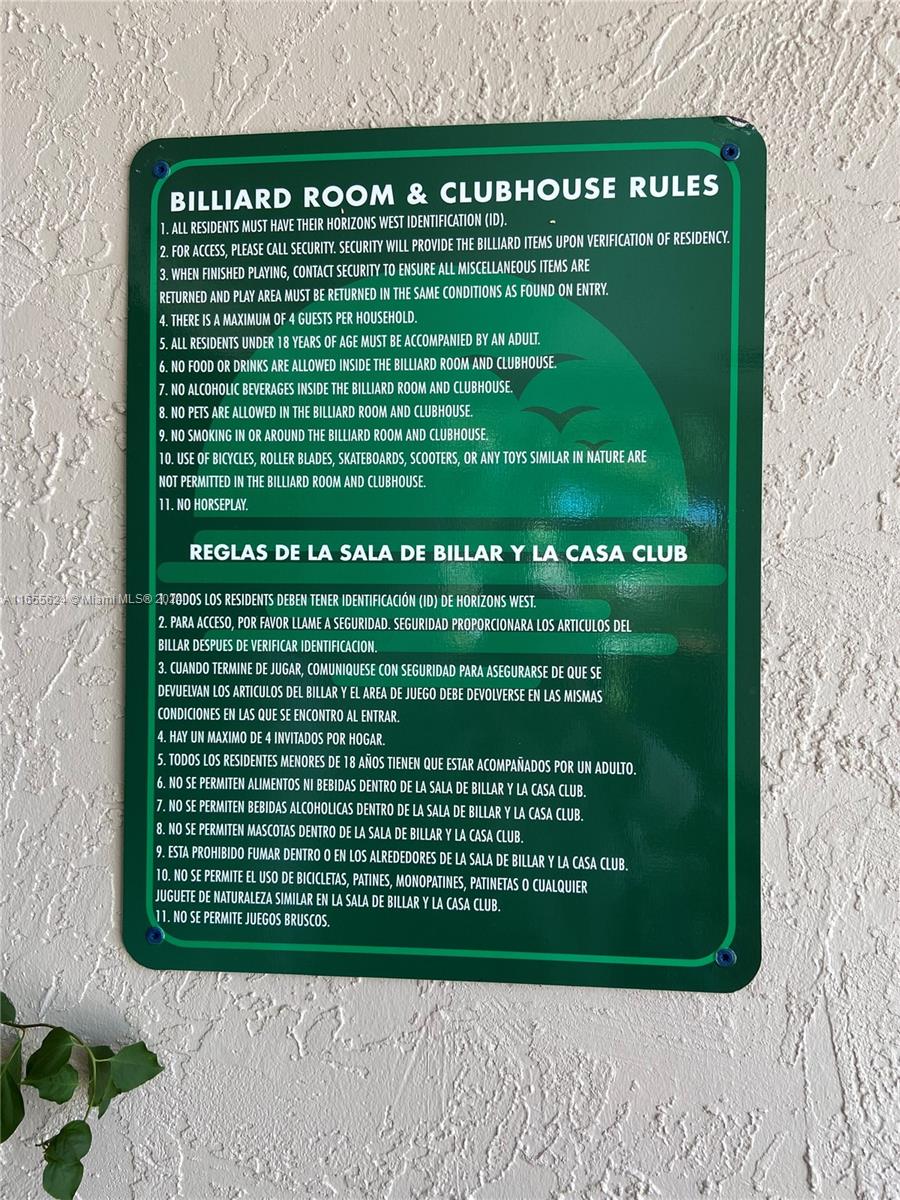 BILLIARD ROOM & CLUBHOUSE RULES
1. ALL RESIDENTS MUST HAVE THEIR HORIZONS WEST IDENTIFICATION (ID).
2. FOR ACCESS, PLEASE CALL SECURITY. SECURITY WILL PROVIDE THE BILLIARD ITEMS UPON VERIFICATION OF RESIDENCY.
3. WHEN FINISHED PLAYING, CONTACT SECURITY TO ENSURE ALL MISCELLANEOUS ITEMS ARE
RETURNED AND PLAY AREA MUST BE RETURNED IN THE SAME CONDITIONS AS FOUND ON ENTRY.
4. THERE IS A MAXIMUM OF 4 GUESTS PER HOUSEHOLD.
5. ALL RESIDENTS UNDER 18 YEARS OF AGE MUST BE ACCOMPANIED BY AN ADULT.
6. NO FOOD OR DRINKS ARE ALLOWED INSIDE THE BILLIARD ROOM AND CLUBHOUSE.
7. NO ALCOHOLIC BEVERAGES INSIDE THE BILLIARD ROOM AND CLUBHOUSE.
8. NO PETS ARE ALLOWED IN THE BILLIARD ROOM AND CLUBHOUSE.
9. NO SMOKING IN OR AROUND THE BILLIARD ROOM AND CLUBHOUSE.
10. USE OF BICYCLES, ROLLER BLADES, SKATEBOARDS, SCOOTERS, OR ANY TOYS SIMILAR IN NATURE ARE
NOT PERMITTED IN THE BILLIARD ROOM AND CLUBHOUSE.
11. NO HORSEPLAY.
REGLAS DE LA SALA DE BILLAR Y LA CASA CLUB
A11655624 © Miami MLS®
1. TODOS LOS RESIDENTS DEBEN TENER IDENTIFICACIÓN (ID) DE HORIZONS WEST.
2. PARA ACCESO, POR FAVOR LLAME A SEGURIDAD. SEGURIDAD PROPORCIONARA LOS ARTICULOS DEL
BILLAR DESPUES DE VERIFICAR IDENTIFICACION.
3. CUANDO TERMINE DE JUGAR, COMUNIQUESE CON SEGURIDAD PARA ASEGURARSE DE QUE SE
DEVUELVAN LOS ARTICULOS DEL BILLAR Y EL AREA DE JUEGO DEBE DEVOLVERSE EN LAS MISMAS
CONDICIONES EN LAS QUE SE ENCONTRO AL ENTRAR.
4. HAY UN MAXIMO DE 4 INVITADOS POR HOGAR.
5. TODOS LOS RESIDENTES MENORES DE 18 AÑOS TIENEN QUE ESTAR ACOMPAÑADOS POR UN ADULTO.
6. NO SE PERMITEN ALIMENTOS NI BEBIDAS DENTRO DE LA SALA DE BILLAR Y LA CASA CLUB.
7. NO SE PERMITEN BEBIDAS ALCOHOLICAS DENTRO DE LA SALA DE BILLAR Y LA CASA CLUB.
8. NO SE PERMITEN MASCOTAS DENTRO DE LA SALA DE BILLAR Y LA CASA CLUB.
9. ESTA PROHIBIDO FUMAR DENTRO O EN LOS ALREDEDORES DE LA SALA DE BILLAR Y LA CASA CLUB.
10. NO SE PERMITE EL USO DE BICICLETAS, PATINES, MONOPATINES, PATINETAS O CUALQUIER
JUGUETE DE NATURALEZA SIMILAR EN LA SALA DE BILLAR Y LA CASA CLUB.
11. NO SE PERMITE JUEGOS BRUSCOS.